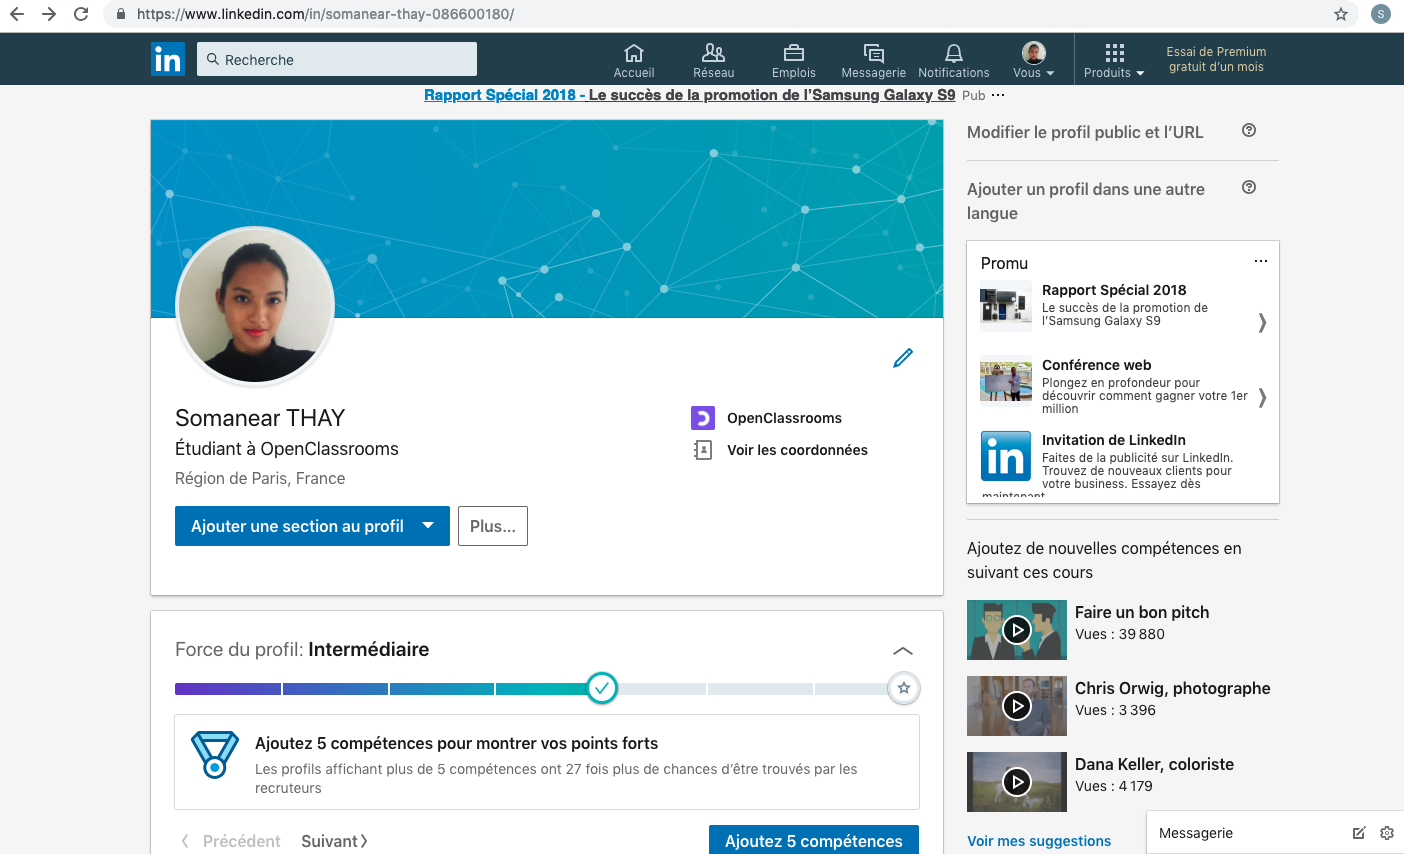 https://www.linkedin.com/in/somanear-thay-086600180/
S
in
Recherche
Accueil
Réseau
Emplois
Messagerie
Notifications
Vous
Produits
Essai de Premium
gratuit d'un mois
Rapport Spécial 2018 - Le succès de la promotion de l'Samsung Galaxy S9 Pub ...
Somanear THAY
Étudiant à OpenClassrooms
Région de Paris, France
OpenClassrooms
Voir les coordonnées
Ajouter une section au profil
Plus...
Force du profil: Intermédiaire
Ajoutez 5 compétences pour montrer vos points forts
Les profils affichant plus de 5 compétences ont 27 fois plus de chances d'être trouvés par les
recruteurs
Précédent
Suivant
Ajoutez 5 compétences
Modifier le profil public et l'URL
Ajouter un profil dans une autre
langue
Promu
...
Rapport Spécial 2018
Le succès de la promotion de
l'Samsung Galaxy S9
Conférence web
Plongez en profondeur pour
découvrir comment gagner votre 1er
million
in
Invitation de LinkedIn
Faites de la publicité sur LinkedIn.
Trouvez de nouveaux clients pour
votre business. Essayez dès
maintenant
Ajoutez de nouvelles compétences en
suivant ces cours
Faire un bon pitch
Vues : 39 880
Chris Orwig, photographe
Vues : 3 396
Dana Keller, coloriste
Vues : 4 179
Voir mes suggestions
Messagerie